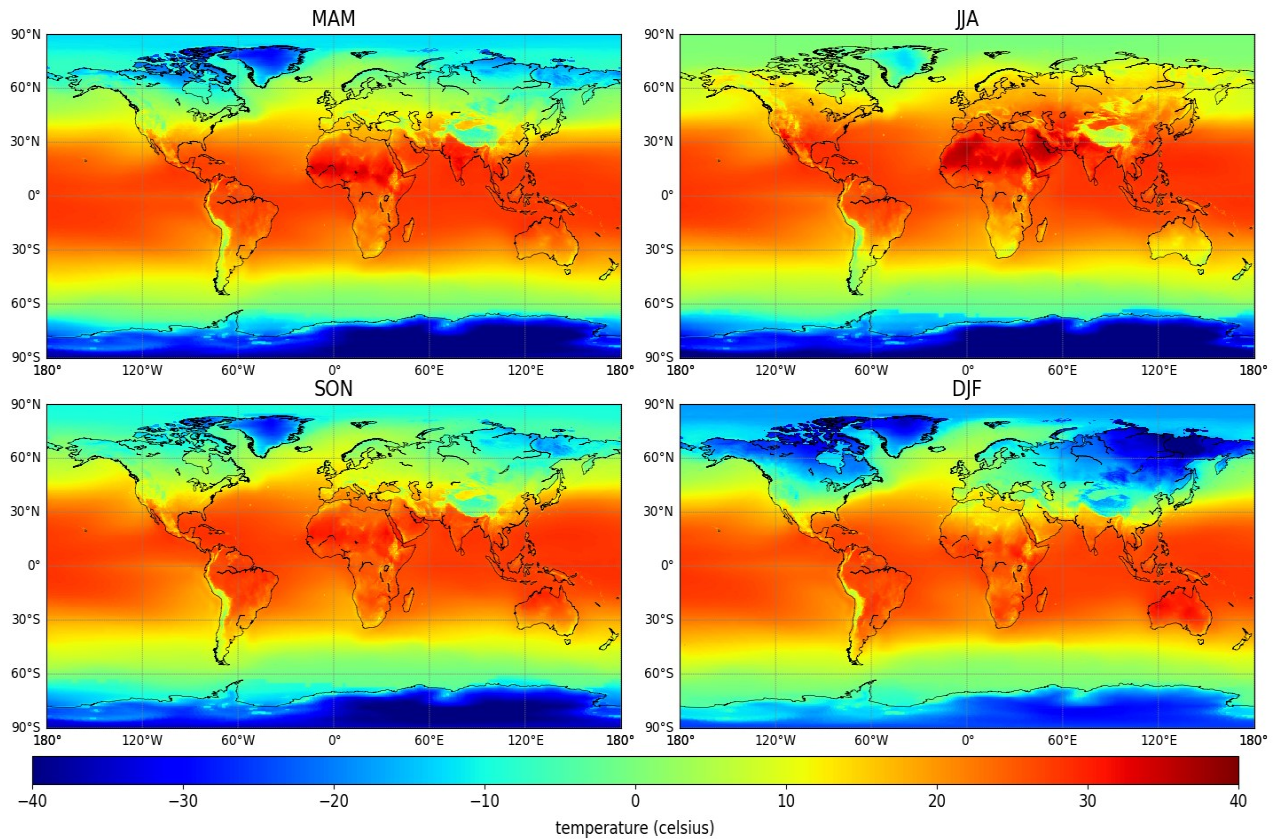 MAM JJA
90°N 90°N
60°N 60°N
30°N 30°N
0° 0°
30°S 30°S
60°S 60°S
90°S 90°S
180° 120°W 60°W 0° 60°E 120°E 180° 180° 120°W 60°W 0° 60°E 120°E 180°
SON DJF
90°N 90°N
60°N 60°N
30°N 30°N
0° 0°
30°S 30°S
60°S 60°S
90°S 90°S
180° 120°W 60°W 0° 60°E 120°E 180° 180° 120°W 60°W 0° 60°E 120°E 180°
−40 −30 −20 −10 0 10 20 30 40
temperature (celsius)